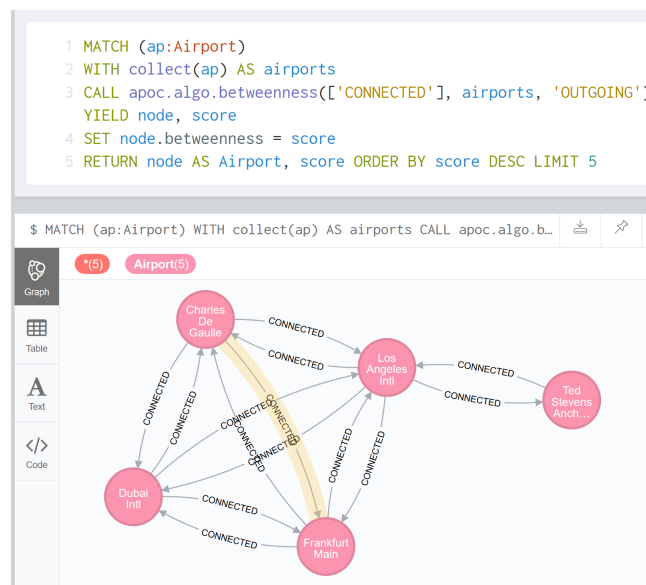 1 MATCH (ap:Airport)
2 WITH collect(ap) AS airports
3 CALL apoc.algo.betweenness(['CONNECTED'], airports, 'OUTGOING')
YIELD node, score
4 SET node.betweenness = score
5 RETURN node AS Airport, score ORDER BY score DESC LIMIT 5
$ MATCH (ap:Airport) WITH collect(ap) AS airports CALL apoc.algo.b…
Graph
*(5) Airport(5)
Table
Text
Code
Charles
De
Gaulle
CONNECTED
CONNECTED
Los
Angeles
Intl
CONNECTED
CONNECTED
Ted
Stevens
Anch…
CONNECTED
CONNECTED
CONNECTED
CONNECTED
CONNECTED
CONNECTED
CONNECTED
CONNECTED
Dubai
Intl
CONNECTED
CONNECTED
Frankfurt
Main